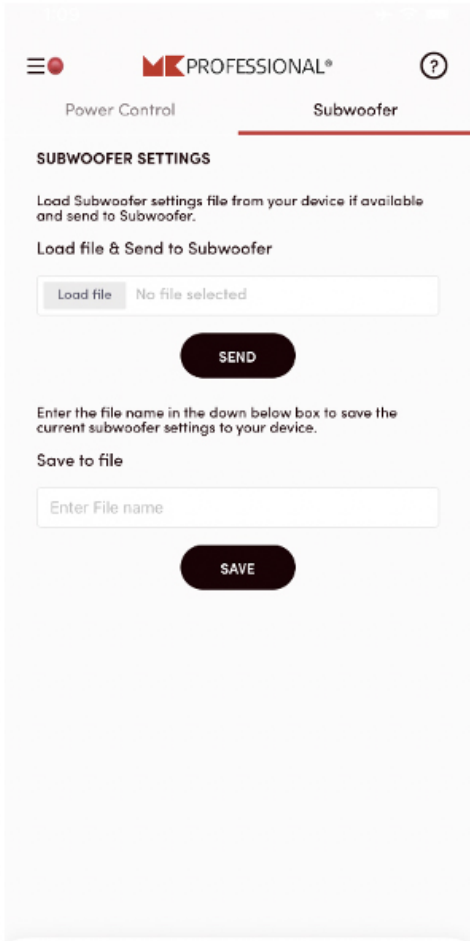 MK PROFESSIONAL® ?
Power Control Subwoofer
SUBWOOFER SETTINGS
Load Subwoofer settings file from your device if available
and send to Subwoofer.
Load file & Send to Subwoofer
Load file No file selected
SEND
Enter the file name in the down below box to save the
current subwoofer settings to your device.
Save to file
Enter File name
SAVE